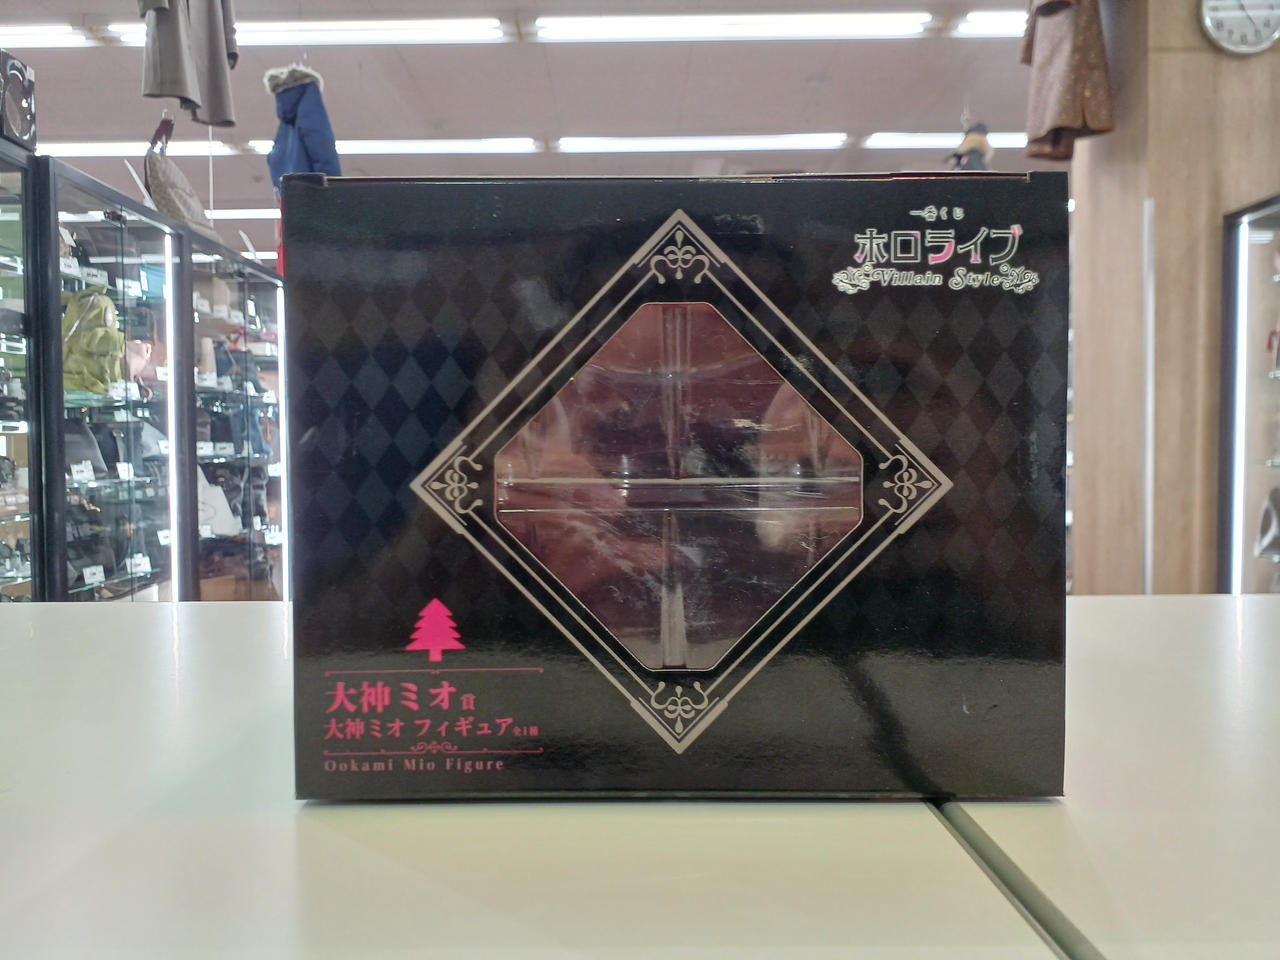 一番くじ
ホロライブ
Villain Style
大神ミオ賞
大神ミオ フィギュア全1種
Ookami Mio Figure